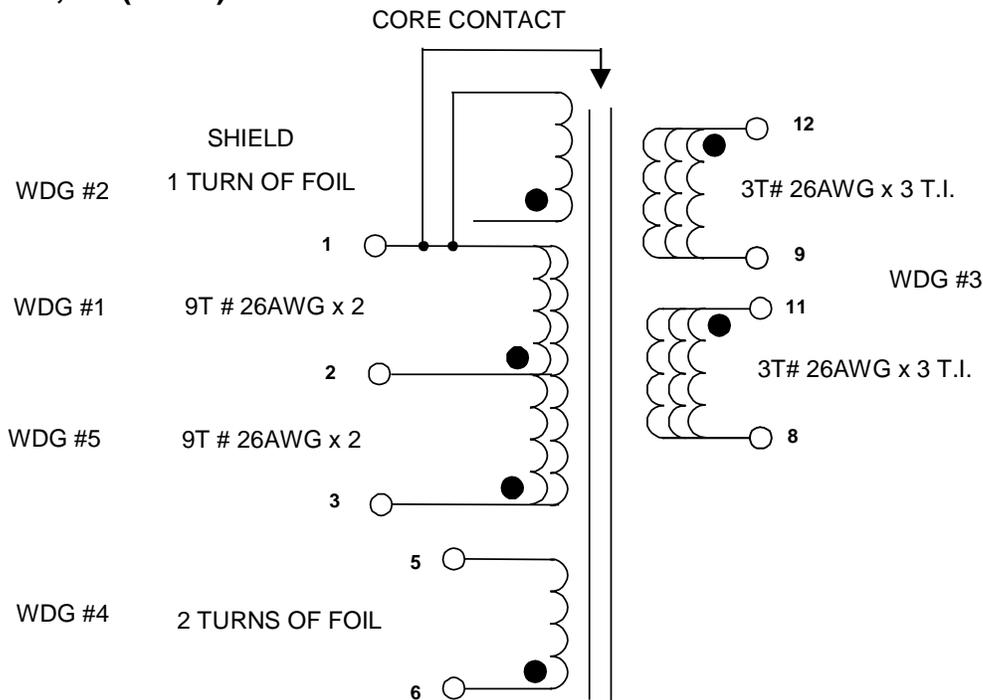 CORE CONTACT
SHIELD
1 TURN OF FOIL
WDG #2
12
3T# 26AWG x 3 T.I.
1
9
WDG #3
WDG #1
9T # 26AWG x 2
11
2
3T# 26AWG x 3 T.I.
WDG #5
9T # 26AWG x 2
8
3
5
WDG #4
2 TURNS OF FOIL
6